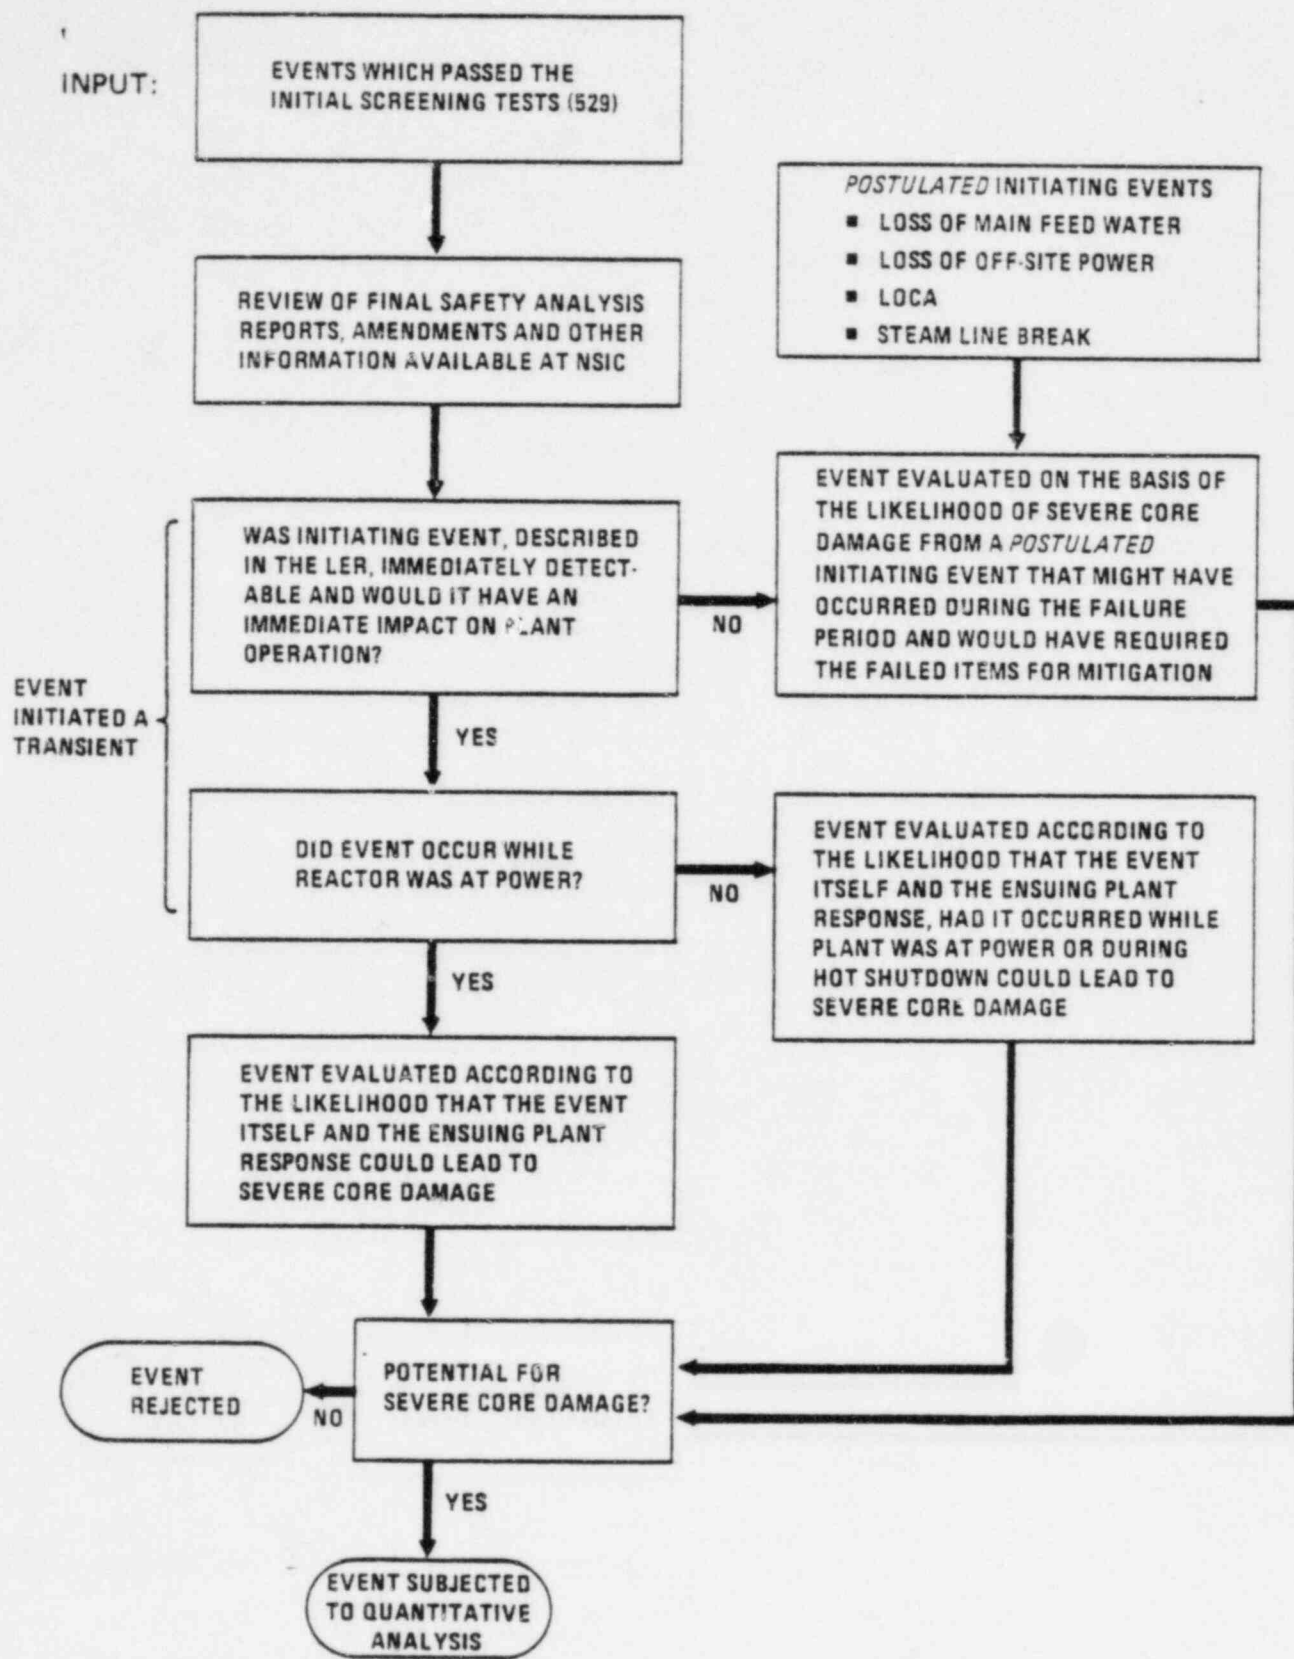 INPUT:
EVENTS WHICH PASSED THE
INITIAL SCREENING TESTS (529)
POSTULATED INITIATING EVENTS
▪ LOSS OF MAIN FEED WATER
▪ LOSS OF OFF-SITE POWER
▪ LOCA
▪ STEAM LINE BREAK
REVIEW OF FINAL SAFETY ANALYSIS
REPORTS, AMENDMENTS AND OTHER
INFORMATION AVAILABLE AT NSIC
EVENT
INITIATED A
TRANSIENT
WAS INITIATING EVENT, DESCRIBED
IN THE LER, IMMEDIATELY DETECT-
ABLE AND WOULD IT HAVE AN
IMMEDIATE IMPACT ON PLANT
OPERATION?
NO
EVENT EVALUATED ON THE BASIS OF
THE LIKELIHOOD OF SEVERE CORE
DAMAGE FROM A POSTULATED
INITIATING EVENT THAT MIGHT HAVE
OCCURRED DURING THE FAILURE
PERIOD AND WOULD HAVE REQUIRED
THE FAILED ITEMS FOR MITIGATION
YES
DID EVENT OCCUR WHILE
REACTOR WAS AT POWER?
NO
EVENT EVALUATED ACCORDING TO
THE LIKELIHOOD THAT THE EVENT
ITSELF AND THE ENSUING PLANT
RESPONSE, HAD IT OCCURRED WHILE
PLANT WAS AT POWER OR DURING
HOT SHUTDOWN COULD LEAD TO
SEVERE CORE DAMAGE
YES
EVENT EVALUATED ACCORDING TO
THE LIKELIHOOD THAT THE EVENT
ITSELF AND THE ENSUING PLANT
RESPONSE COULD LEAD TO
SEVERE CORE DAMAGE
POTENTIAL FOR
SEVERE CORE DAMAGE?
NO
EVENT
REJECTED
YES
EVENT SUBJECTED
TO QUANTITATIVE
ANALYSIS